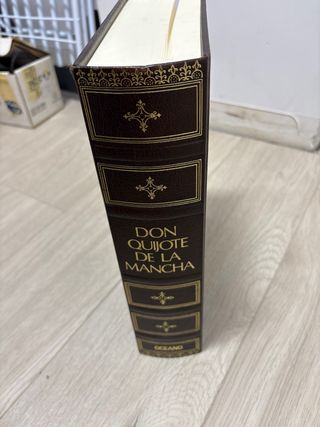 DON
QUIJOTE
DE LA
MANCHA
OCEANO